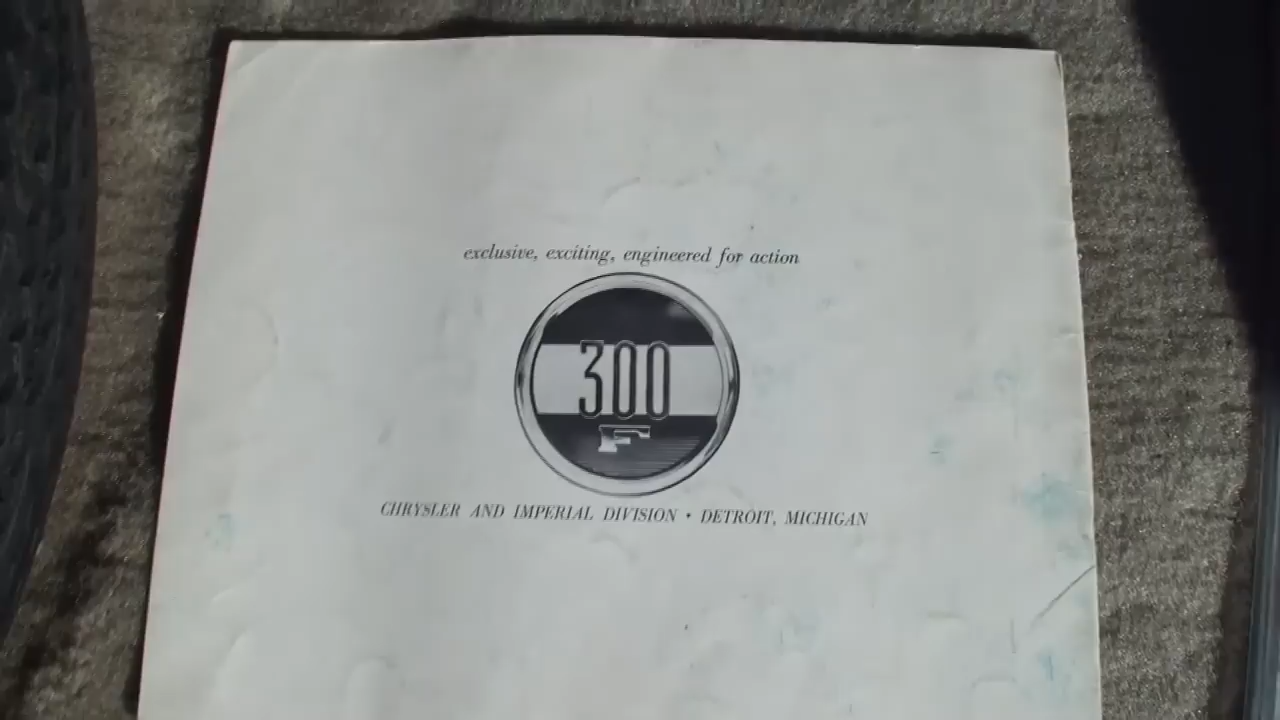 exclusive, exciting, engineered for action
300
F
CHRYSLER AND IMPERIAL DIVISION • DETROIT, MICHIGAN